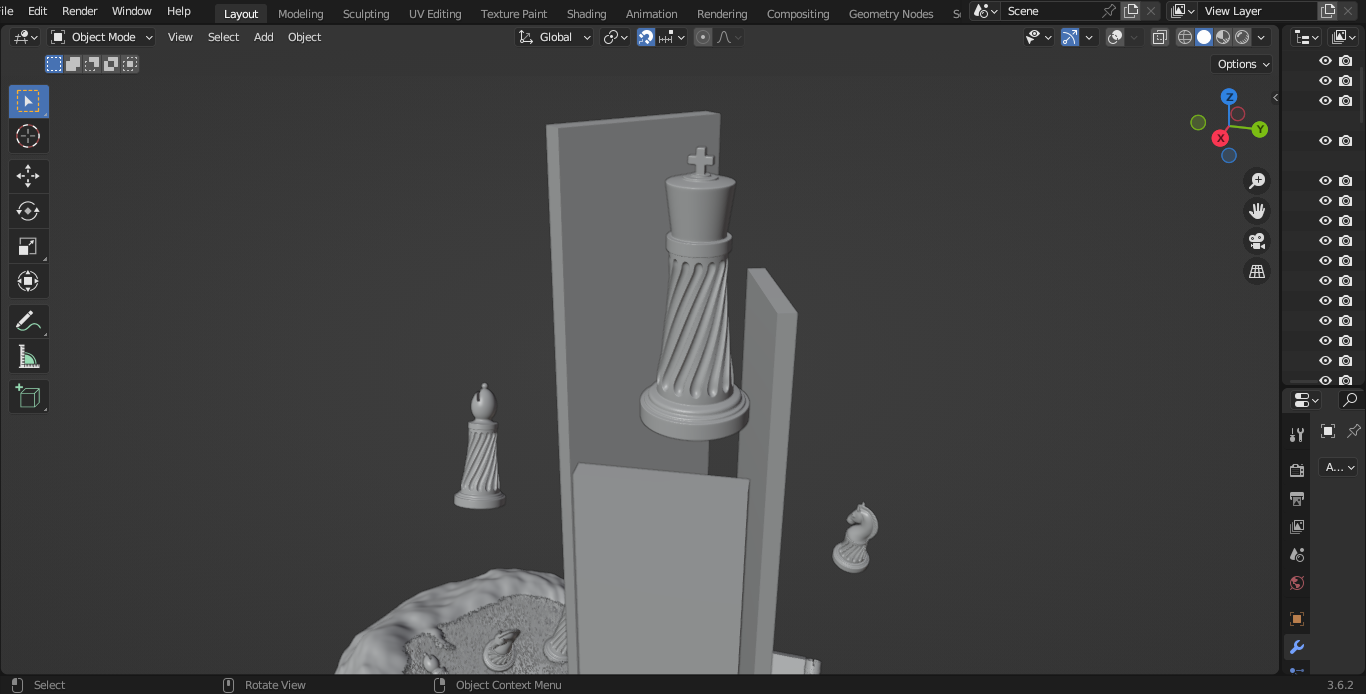 ile Edit Render Window Help Layout Modeling Sculpting UV Editing Texture Paint Shading Animation Rendering Compositing Geometry Nodes Sc Scene View Layer
Object Mode View Select Add Object Global
Options
Z
Y
X
A...
Select Rotate View Object Context Menu 3.6.2